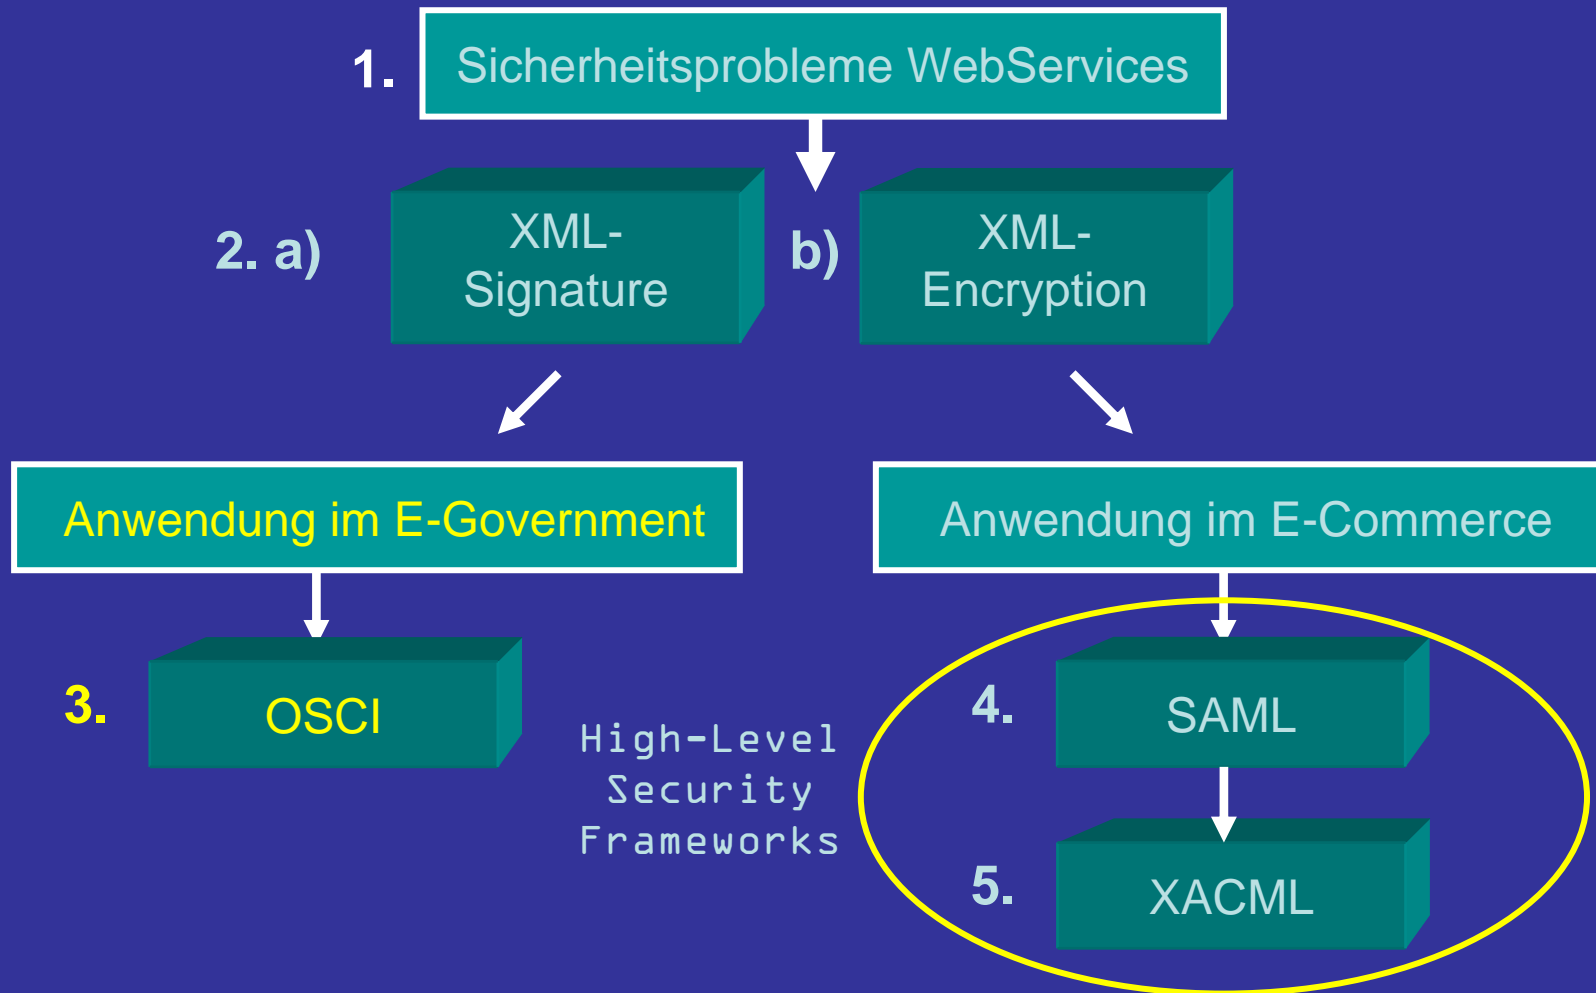 1. Sicherheitsprobleme WebServices
2. a) XML-
Signature
b) XML-
Encryption
Anwendung im E-Government
Anwendung im E-Commerce
3. OSCI
High-Level
Security
Frameworks
4. SAML
5. XACML